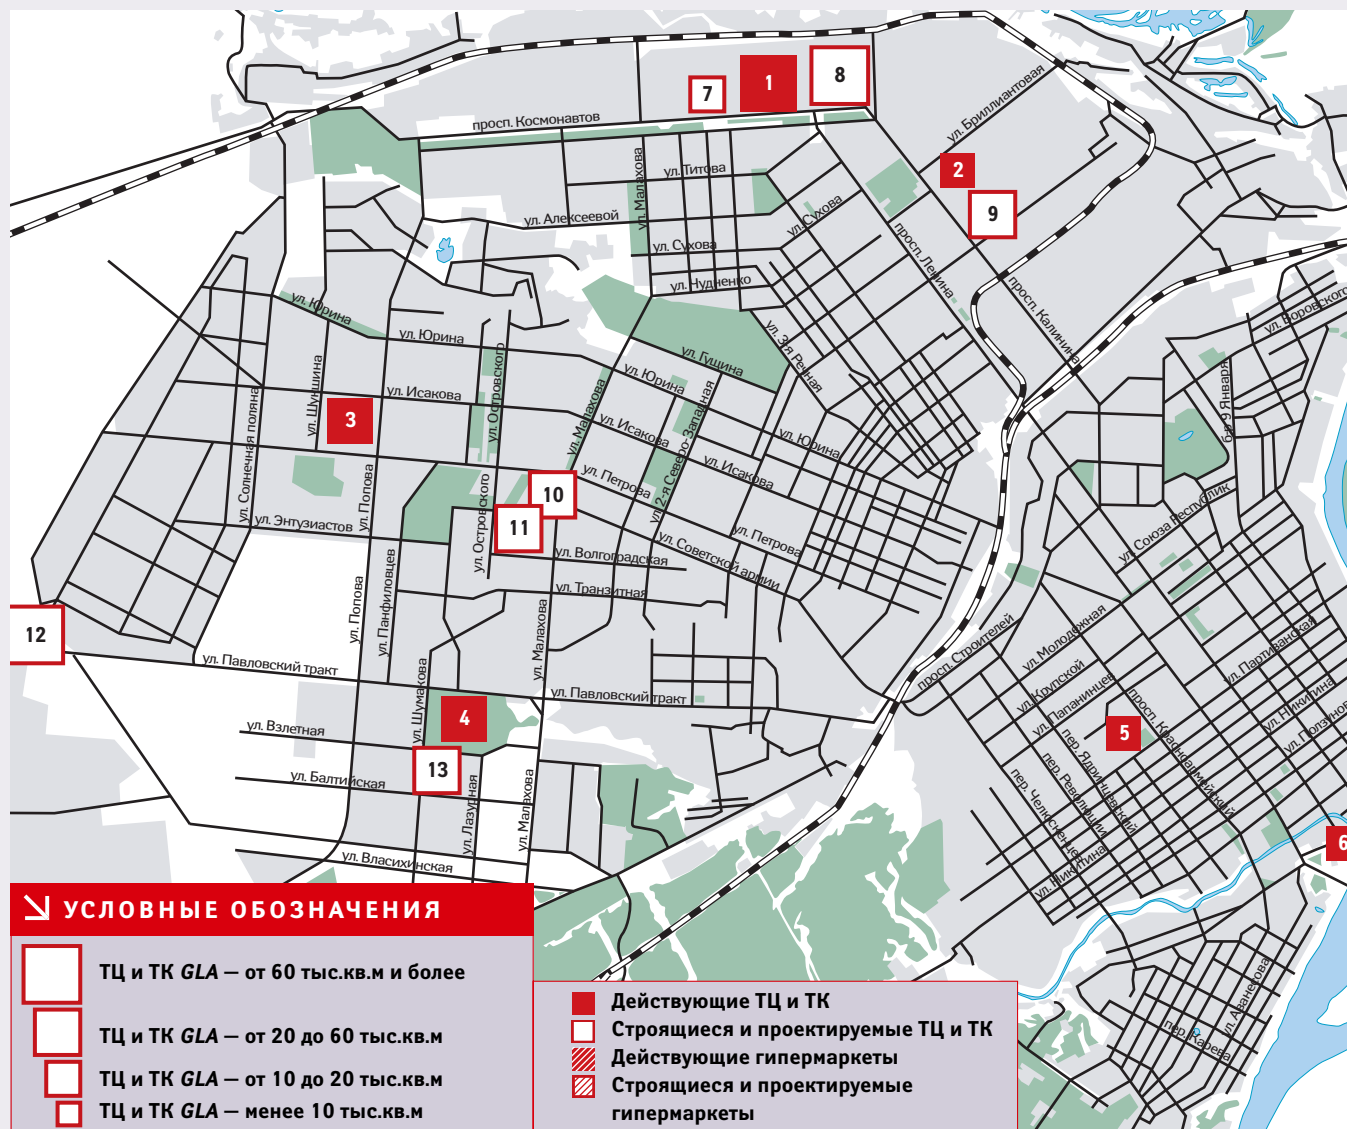 1
8
7
просп. Космонавтов
ул. Бриллиантовая
2
ул. Титова
ул. Малахова
9
ул. Алексеевой
ул. Сухова
ул. Сухова
просп. Ленина
ул. Чудненко
просп. Калинина
ул. Юрина
ул. Юрина
ул. 3-я Речная
ул. Воровского
ул. Гущина
ул. Юрина
б-р 9 Января
ул. Шукшина
ул. Исакова
ул. Островского
ул. Малахова
3
ул. Солнечная поляна
ул. Исакова
ул. 2-я Северо-Западная
ул. Юрина
ул. Исакова
ул. Попова
ул. Петрова
10
11
ул. Островского
ул. Энтузиастов
ул. Петрова
ул. Союза Республик
ул. Волгоградская
ул. Советской армии
ул. Транзитная
ул. Панфиловцев
ул. Попова
ул. Малахова
12
ул. Павловский тракт
ул. Павловский тракт
просп. Строителей
ул. Молодежная
ул. Крупской
ул. Папанинцев
ул. Партизанская
ул. Никитина
ул. Ползунов
ул. Шумакова
4
5
просп. Красноармейский
пер. Ядринцевский
пер. Революции
пер. Челюскинцев
ул. Никитина
ул. Взлетная
13
ул. Балтийская
ул. Лазурная
ул. Малахова
ул. Власихинская
6
ул. Аванесова
пер. Карева
УСЛОВНЫЕ ОБОЗНАЧЕНИЯ
ТЦ и ТК GLA — от 60 тыс.кв.м и более
ТЦ и ТК GLA — от 20 до 60 тыс.кв.м
ТЦ и ТК GLA — от 10 до 20 тыс.кв.м
ТЦ и ТК GLA — менее 10 тыс.кв.м
Действующие ТЦ и ТК
Строящиеся и проектируемые ТЦ и ТК
Действующие гипермаркеты
Строящиеся и проектируемые
гипермаркеты